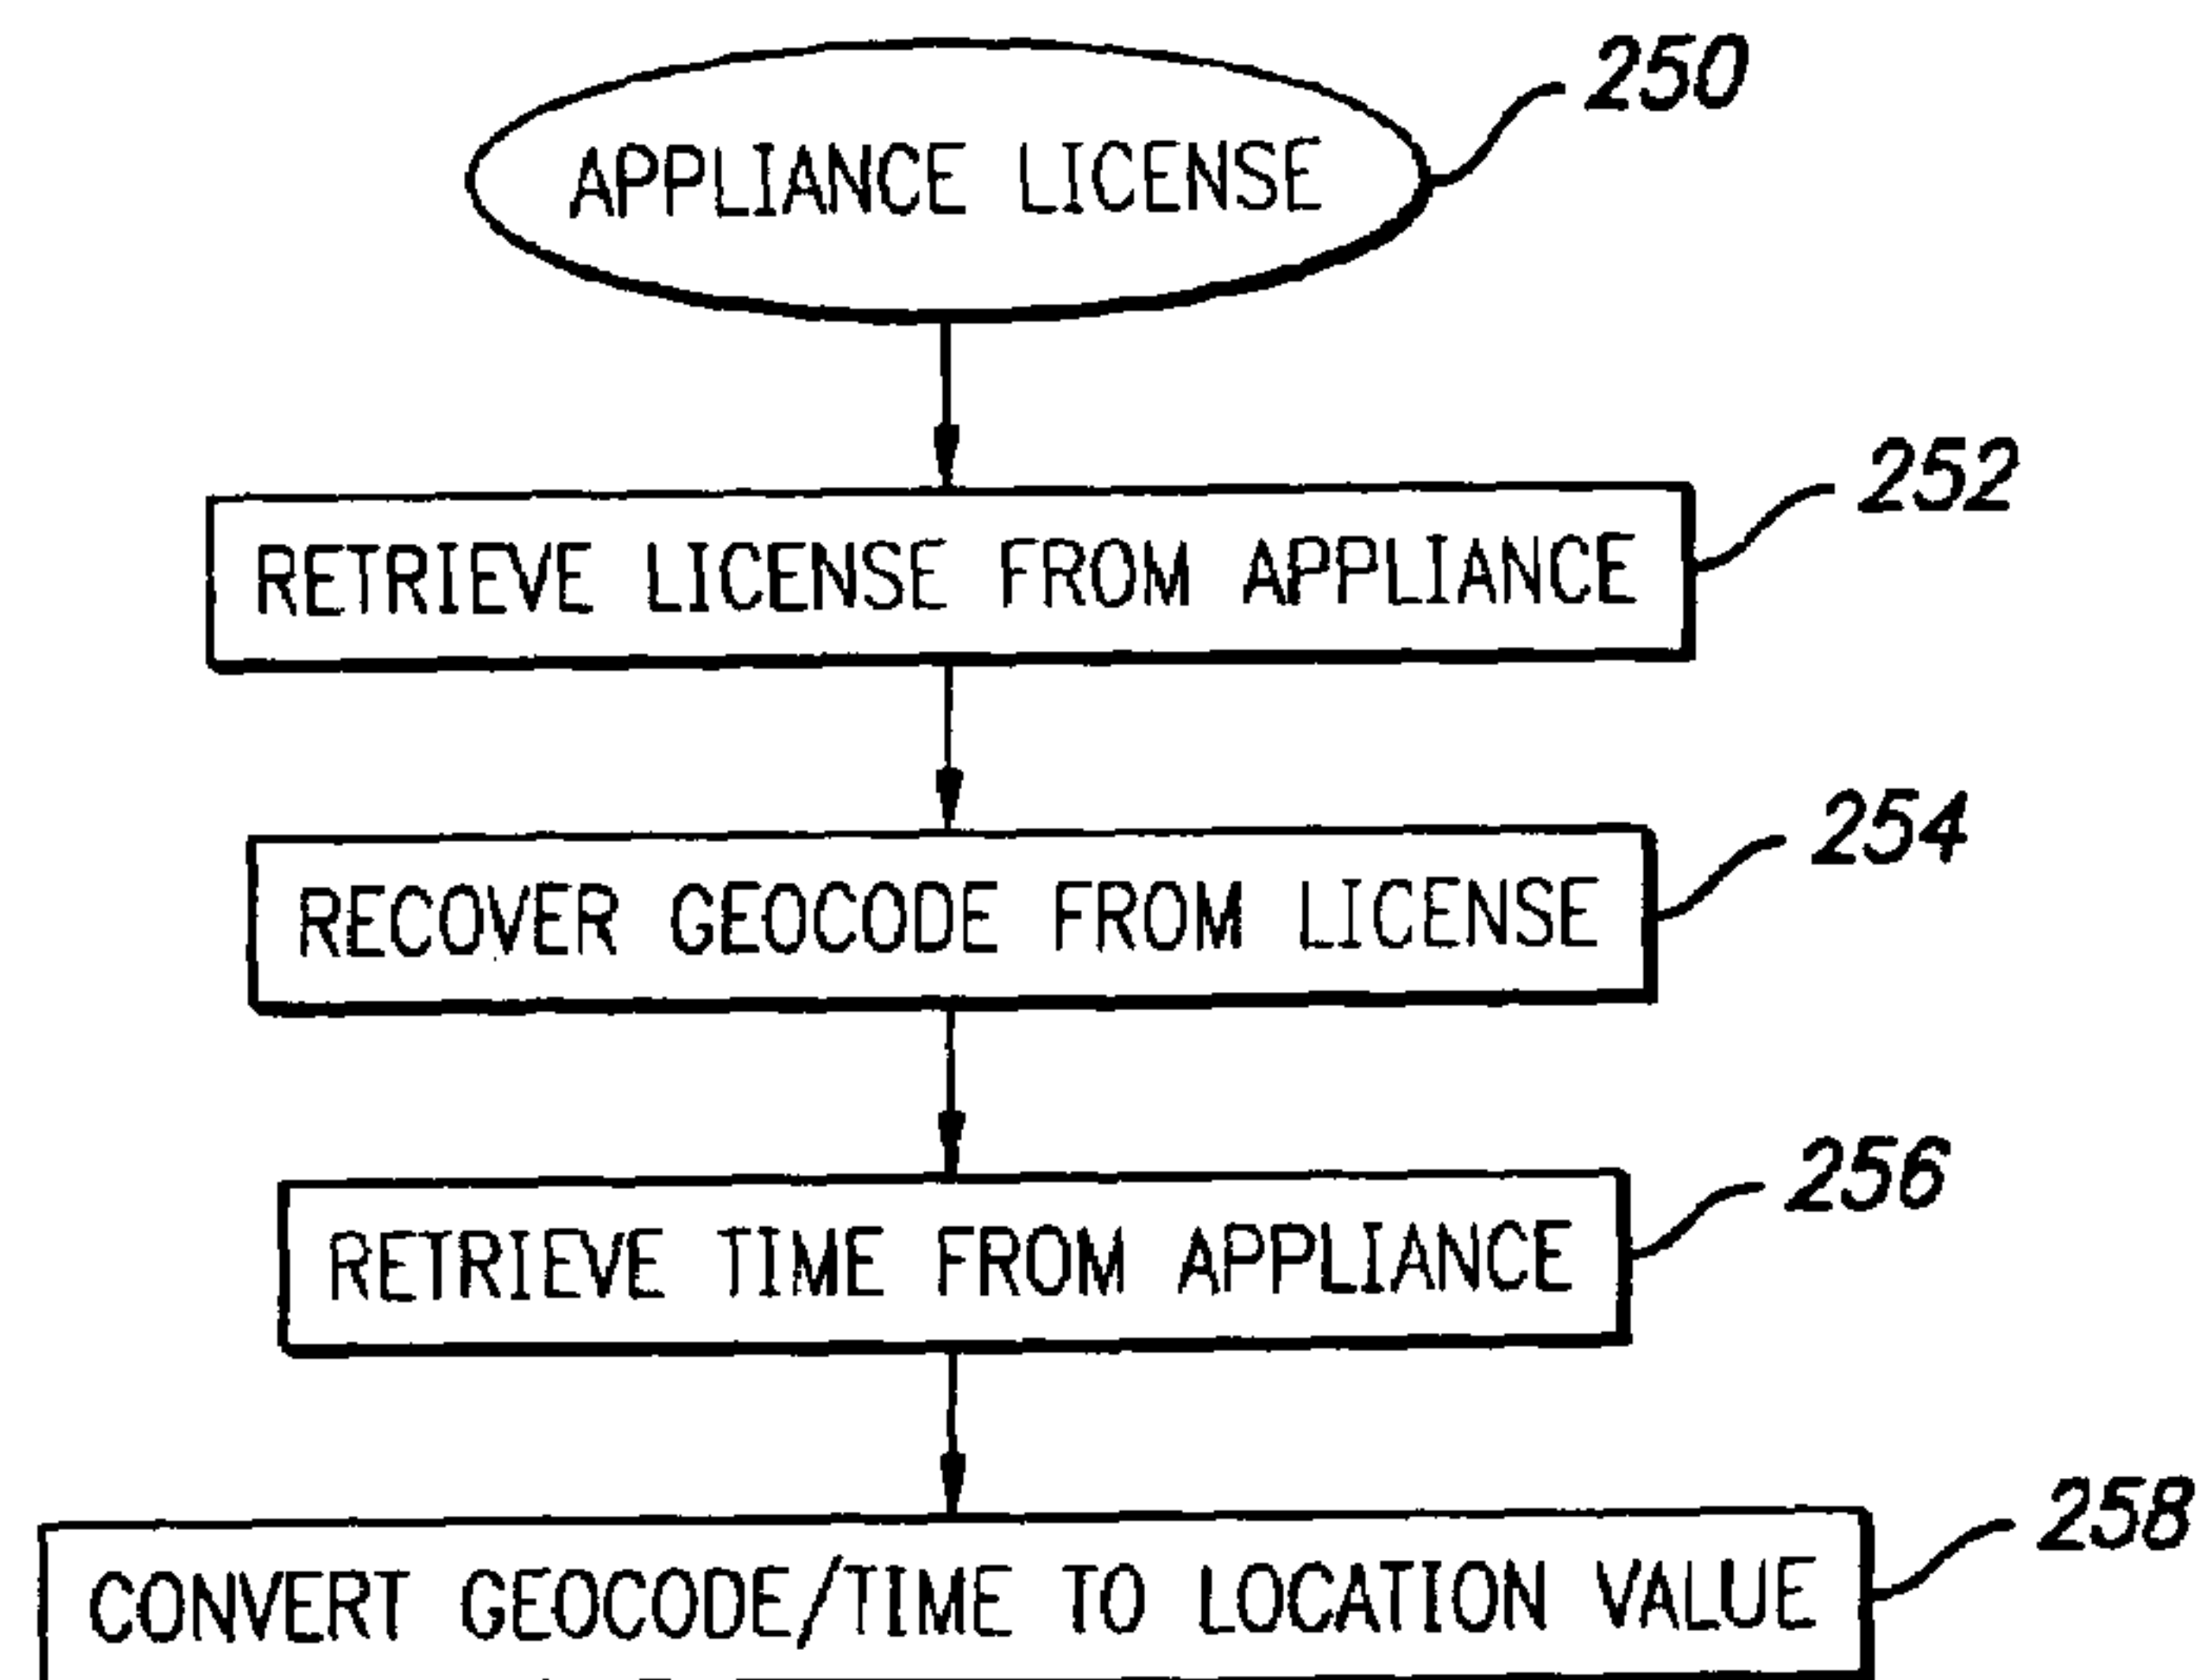 250
APPLIANCE LICENSE
252
RETRIEVE LICENSE FROM APPLIANCE
254
RECOVER GEOCODE FROM LICENSE
256
RETRIEVE TIME FROM APPLIANCE
258
CONVERT GEOCODE/TIME TO LOCATION VALUE